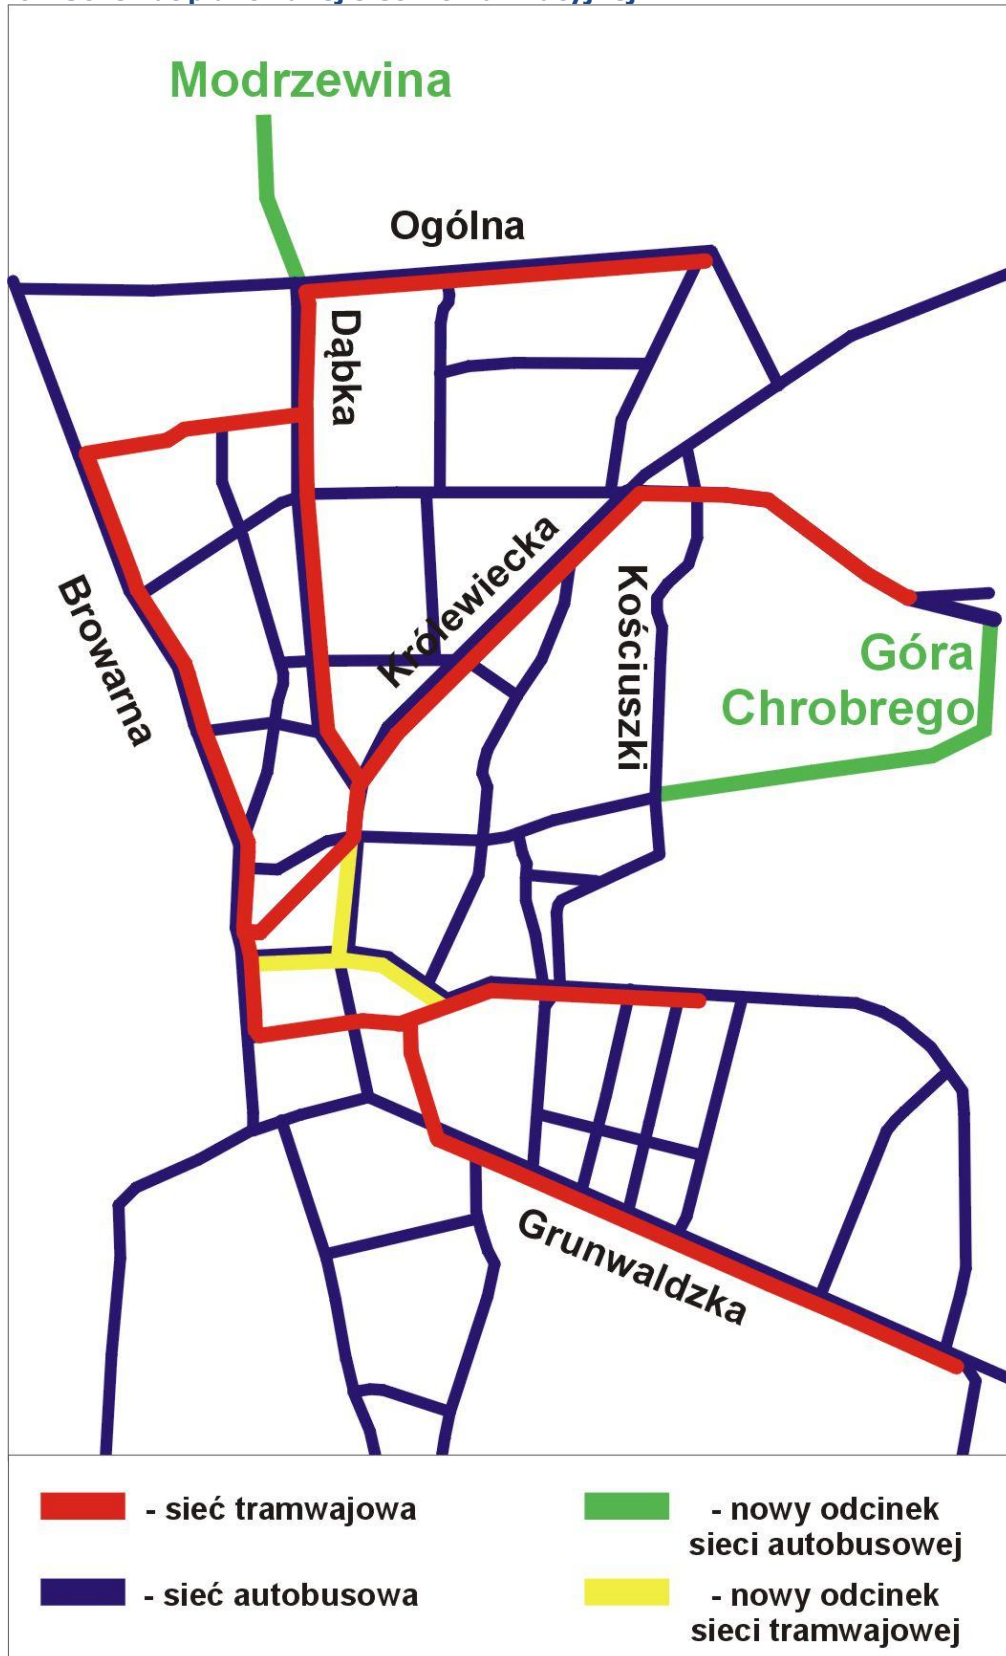 Modrzewina
Ogólna
Dąbka
Królewiecka
Kościuszki
Browarna
Góra
Chrobrego
Grunwaldzka
- sieć tramwajowa
- nowy odcinek
sieci autobusowej
- sieć autobusowa
- nowy odcinek
sieci tramwajowej